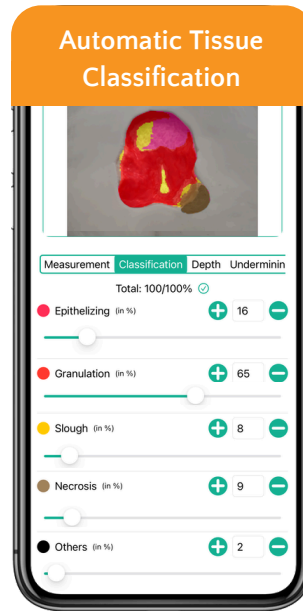 Automatic Tissue
Classification
Measurement Classification Depth Underminin
Total: 100/100%
Epithelizing (in %) 16
Granulation (in %) 65
Slough (in %) 8
Necrosis (in %) 9
Others (in %) 2